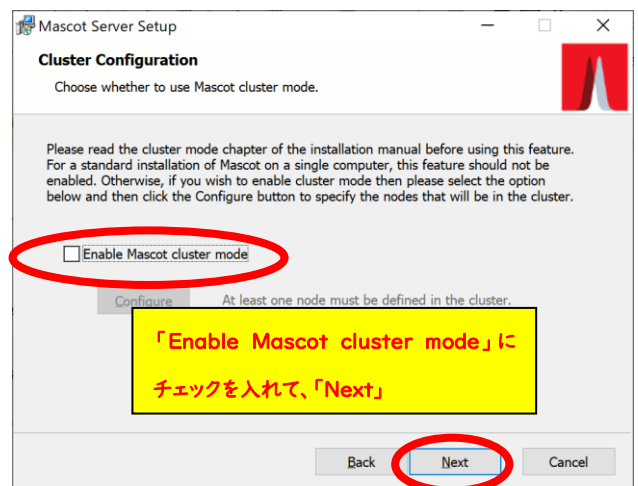 Mascot Server Setup
Cluster Configuration
Choose whether to use Mascot cluster mode.
Please read the cluster mode chapter of the installation manual before using this feature.
For a standard installation of Mascot on a single computer, this feature should not be
enabled. Otherwise, if you wish to enable cluster mode then please select the option
below and then click the Configure button to specify the nodes that will be in the cluster.
Enable Mascot cluster mode
Configure At least one node must be defined in the cluster.
「Enable Mascot cluster mode」に
チェックを入れて、「Next」
Back Next Cancel